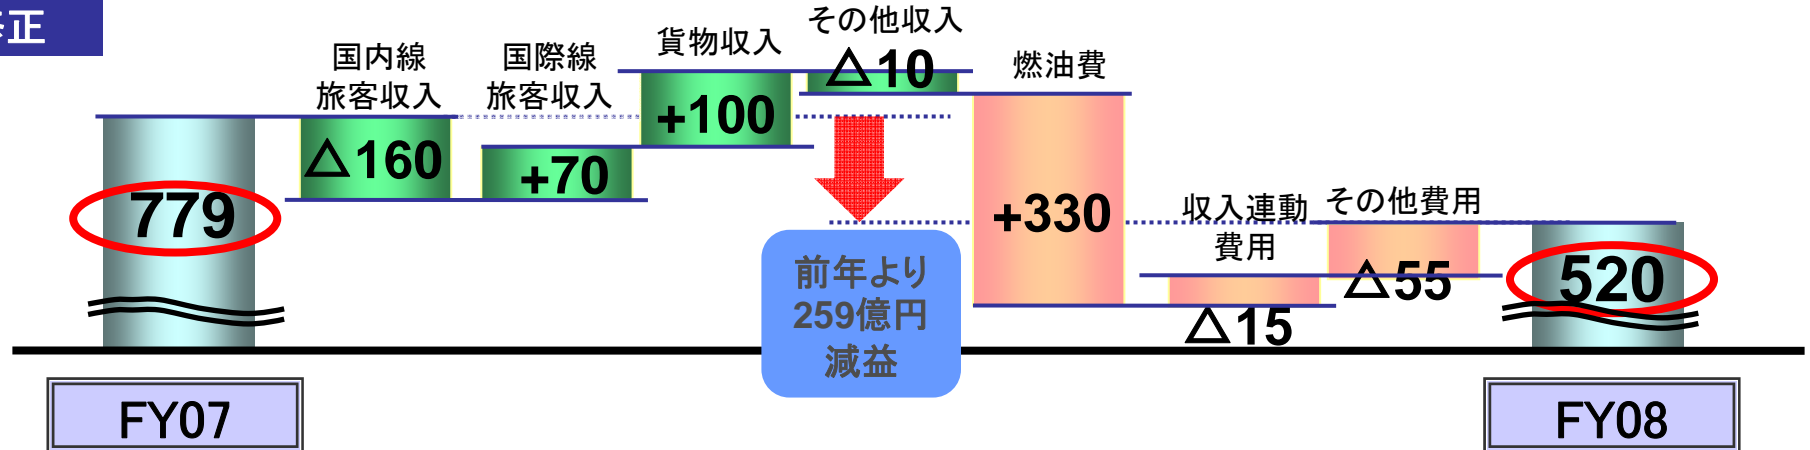 正
国内線
旅客収入
国際線
旅客収入
貨物収入
その他収入
燃油費
収入連動
費用
その他費用
779
△160
+70
+100
△10
+330
△15
△55
520
前年より
259億円
減益
FY07
FY08